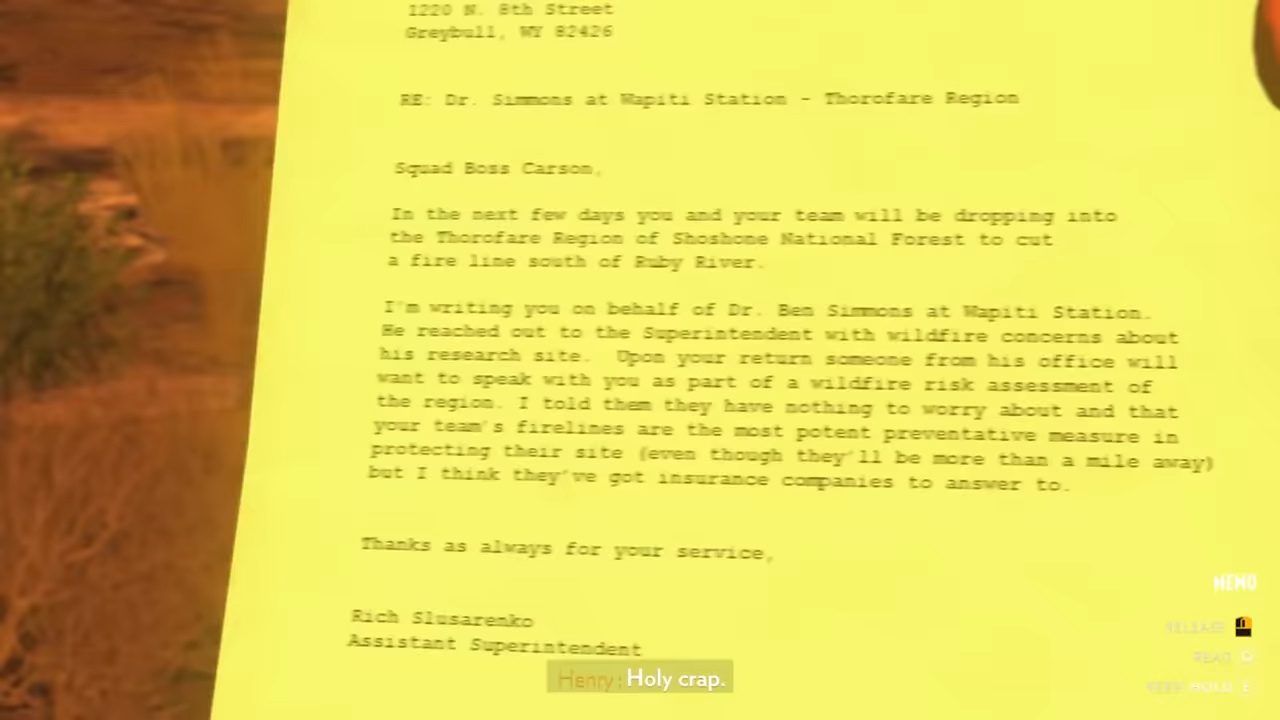 1220 N. 8th Street
Greybull, WY 82426
RE: Dr. Simmons at Wapiti Station - Thorofare Region
Squad Boss Carson,
In the next few days you and your team will be dropping into
the Thorofare Region of Shoshone National Forest to cut
a fire line south of Ruby River.
I'm writing you on behalf of Dr. Ben Simmons at Wapiti Station.
He reached out to the Superintendent with wildfire concerns about
his research site. Upon your return someone from his office will
want to speak with you as part of a wildfire risk assessment of
the region. I told them they have nothing to worry about and that
your team's firelines are the most potent preventative measure in
protecting their site (even though they'll be more than a mile away)
but I think they've got insurance companies to answer to.
Thanks as always for your service,
Rich Slusarenko
Assistant Superintendent
MEMO
RELEASE
READ
KEEP HOLD E
Henry: Holy crap.